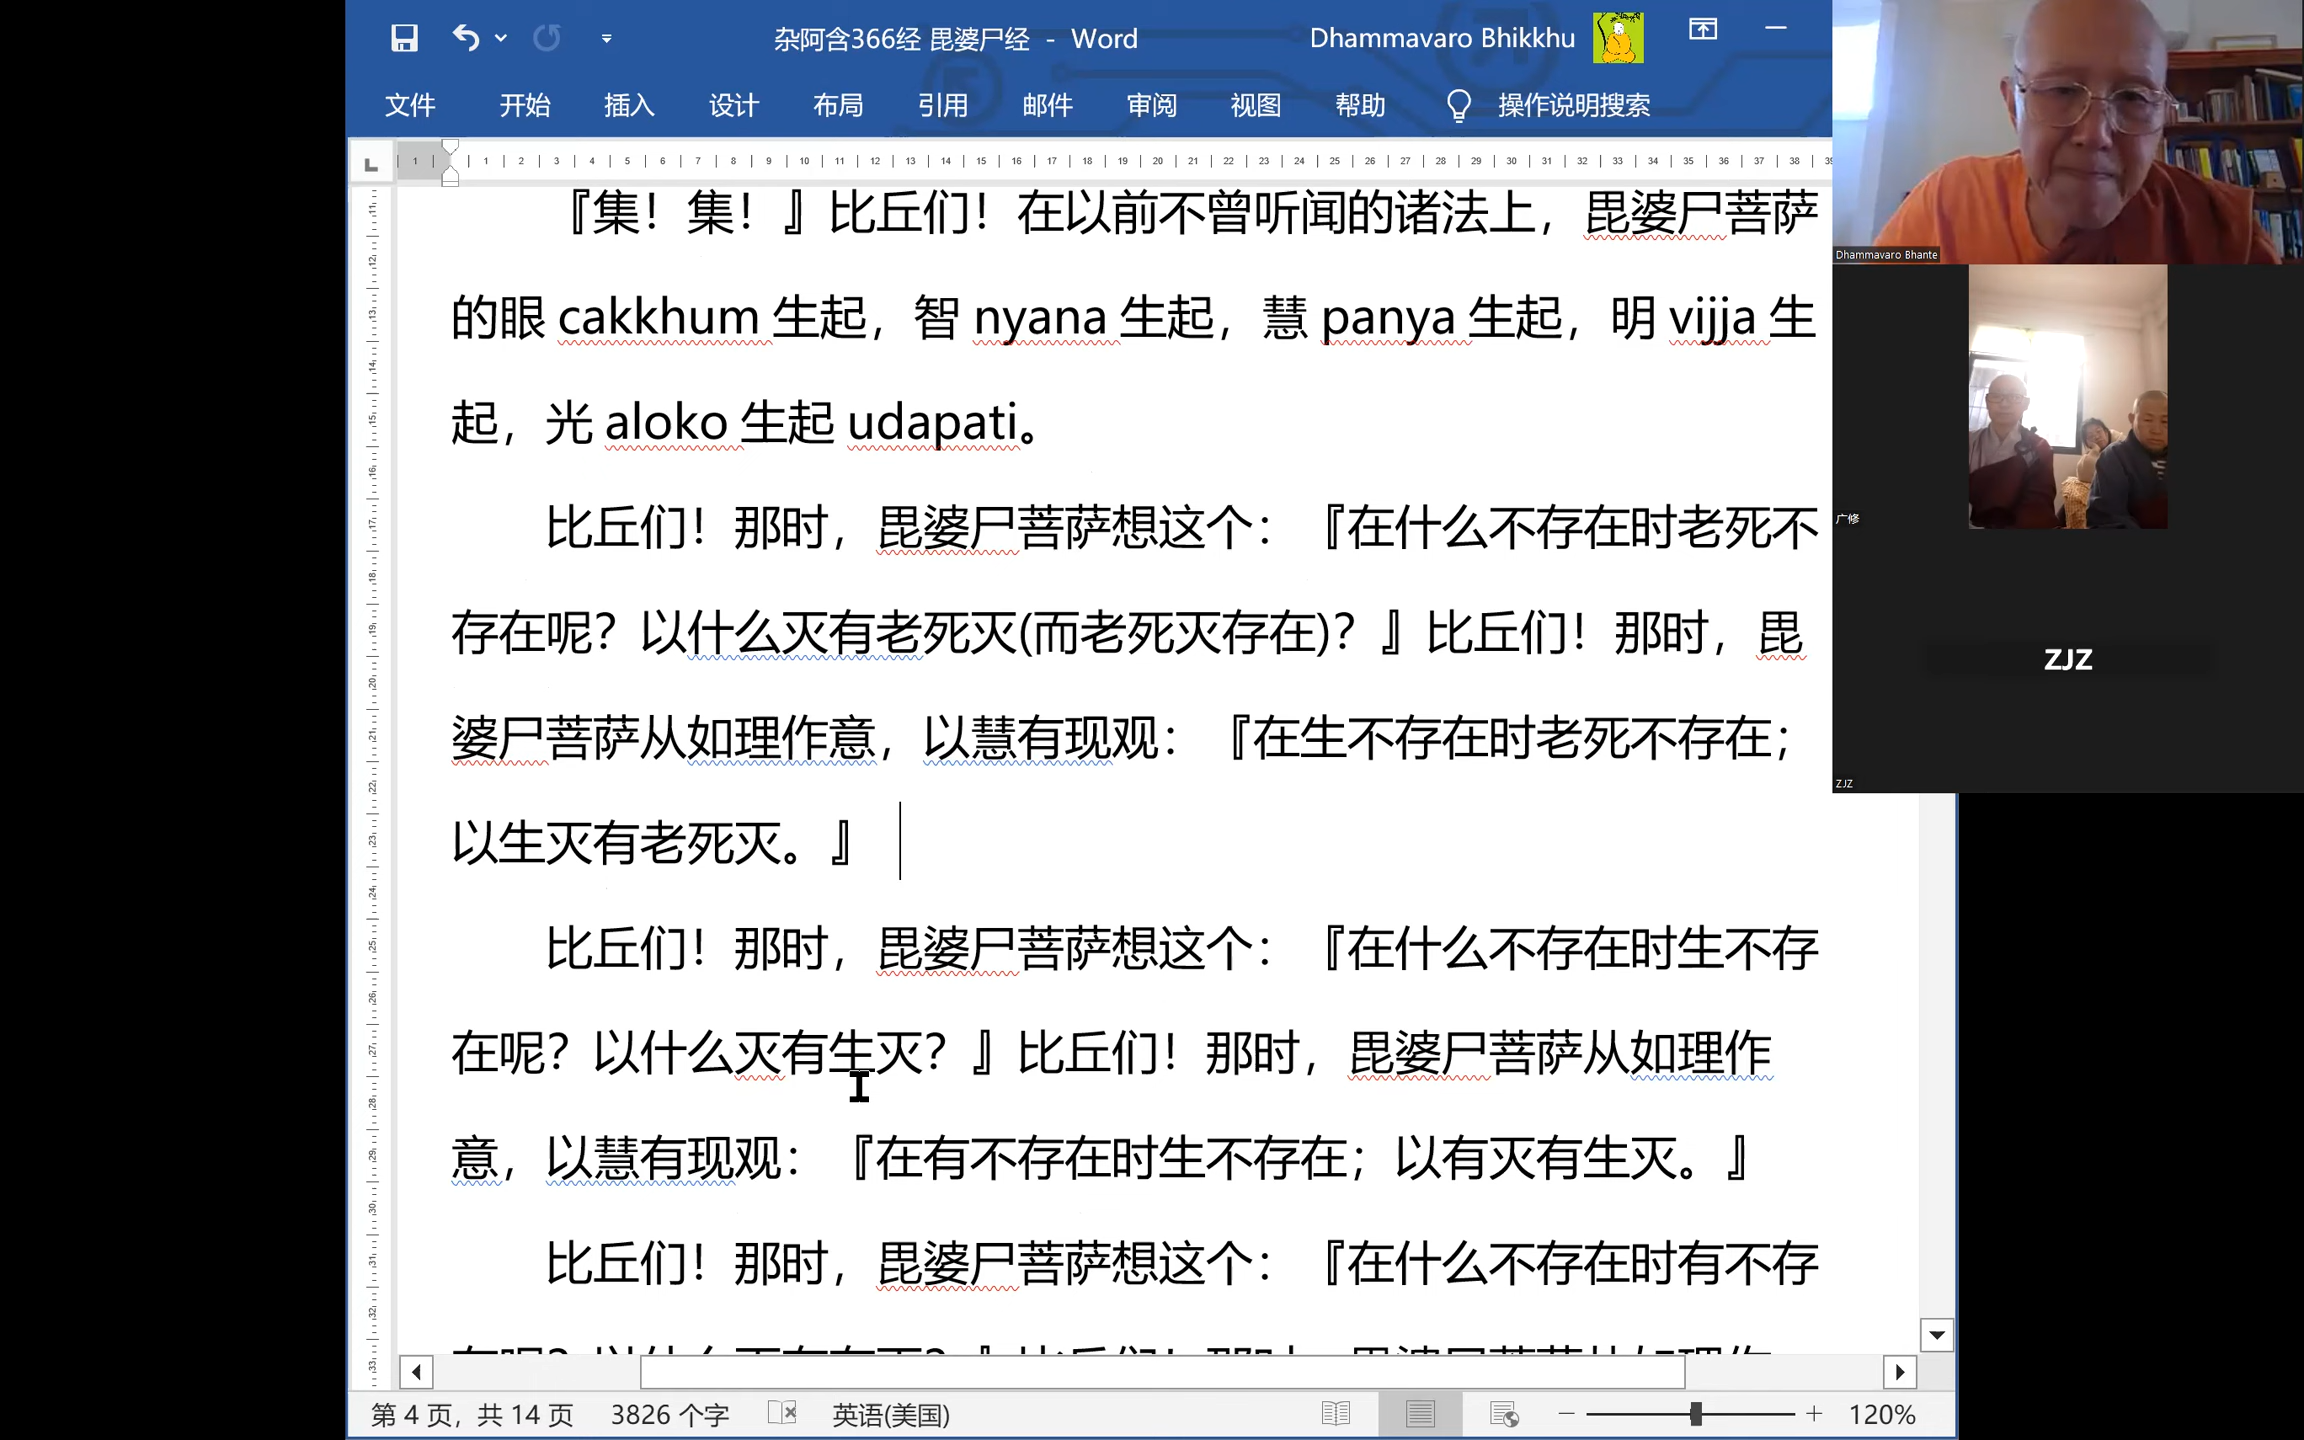 杂阿含366经 毘婆尸经 - Word
Dhammavaro Bhikkhu
文件 开始 插入 设计 布局 引用 邮件 审阅 视图 帮助 操作说明搜索
『集！集！』比丘们！在以前不曾听闻的诸法上，毘婆尸菩萨
的眼 cakkhum 生起，智 nyana 生起，慧 panya 生起，明 vijja 生
起，光 aloko 生起 udapati。
比丘们！那时，毘婆尸菩萨想这个：『在什么不存在时老死不
存在呢？以什么灭有老死灭(而老死灭存在)？』比丘们！那时，毘
婆尸菩萨从如理作意，以慧有现观：『在生不存在时老死不存在；
以生灭有老死灭。』
比丘们！那时，毘婆尸菩萨想这个：『在什么不存在时生不存
在呢？以什么灭有生灭？』比丘们！那时，毘婆尸菩萨从如理作
意，以慧有现观：『在有不存在时生不存在；以有灭有生灭。』
比丘们！那时，毘婆尸菩萨想这个：『在什么不存在时有不存
第 4 页，共 14 页 3826 个字 英语(美国) 120%
Dhammavaro Bhante
广修
ZJZ
ZJZ